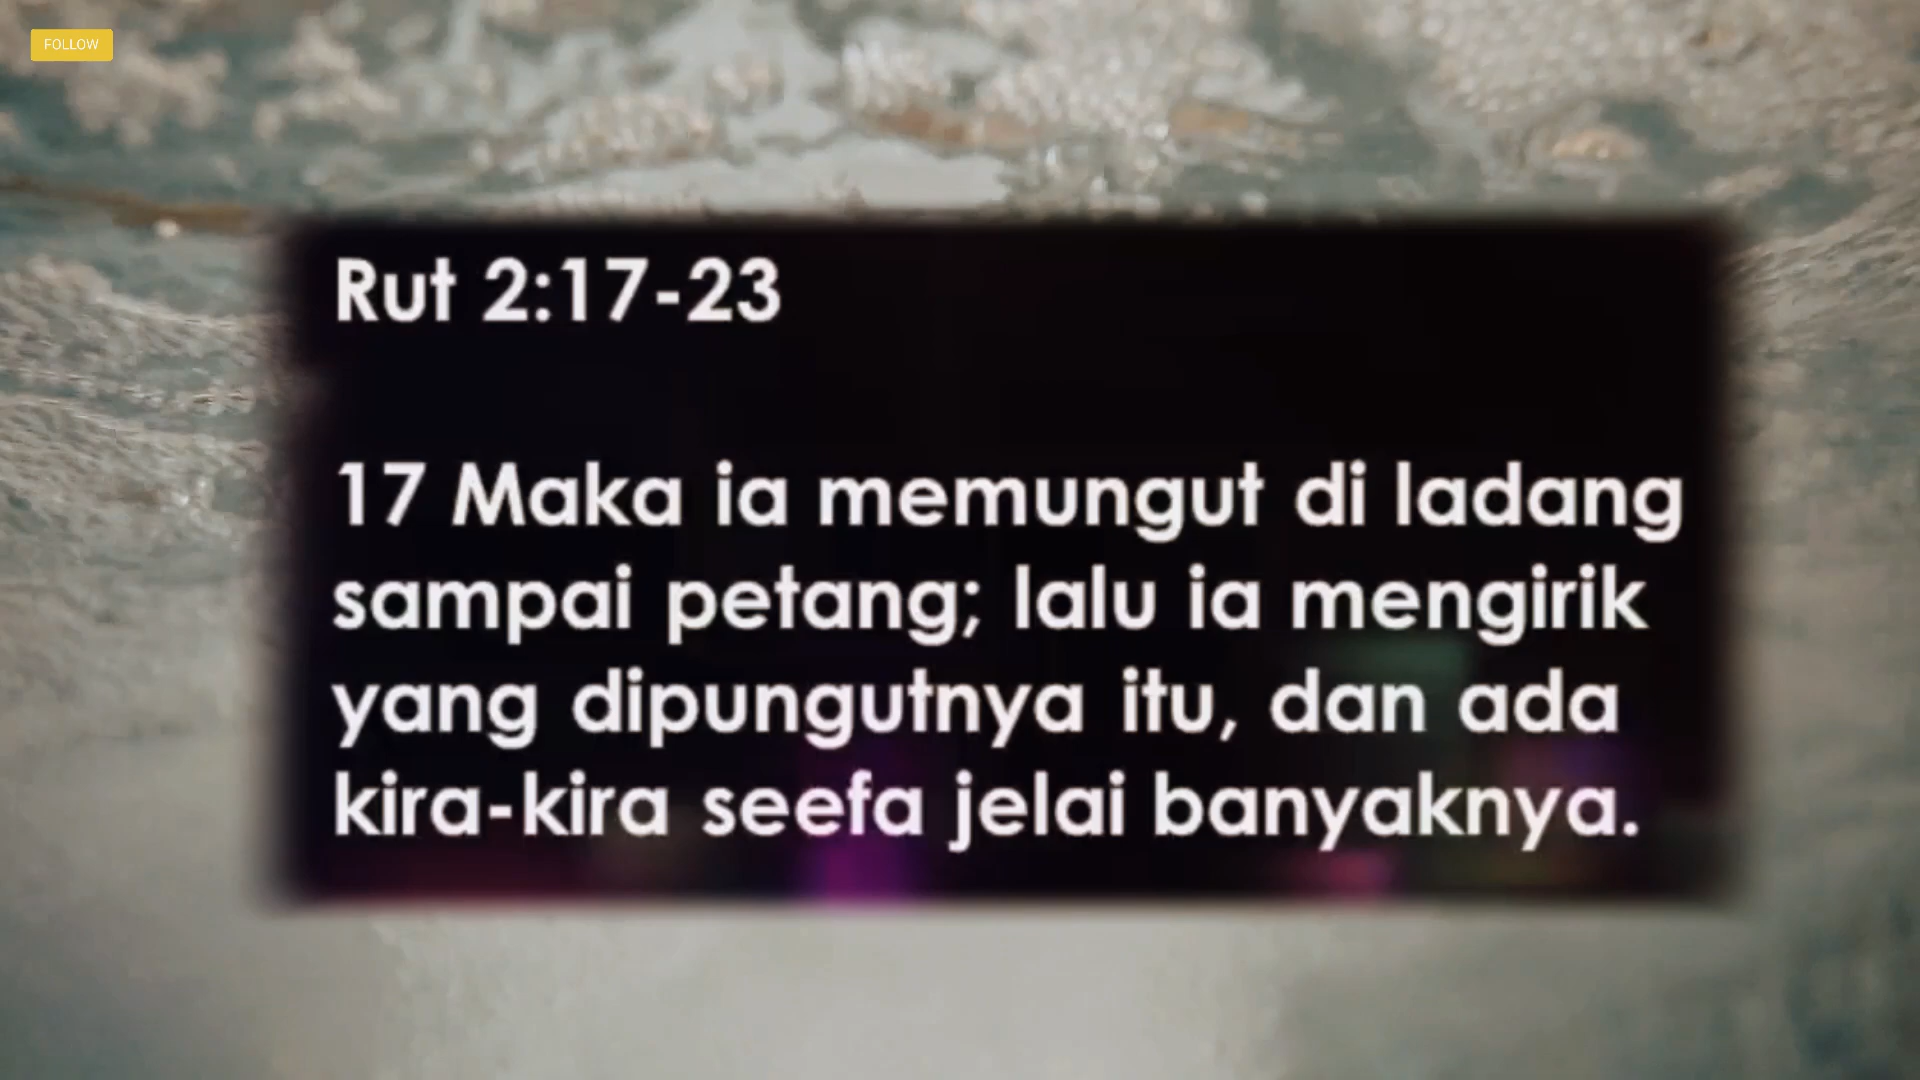 FOLLOW
Rut 2:17-23
17 Maka ia memungut di ladang
sampai petang; lalu ia mengirik
yang dipungutnya itu, dan ada
kira-kira seefa jelai banyaknya.